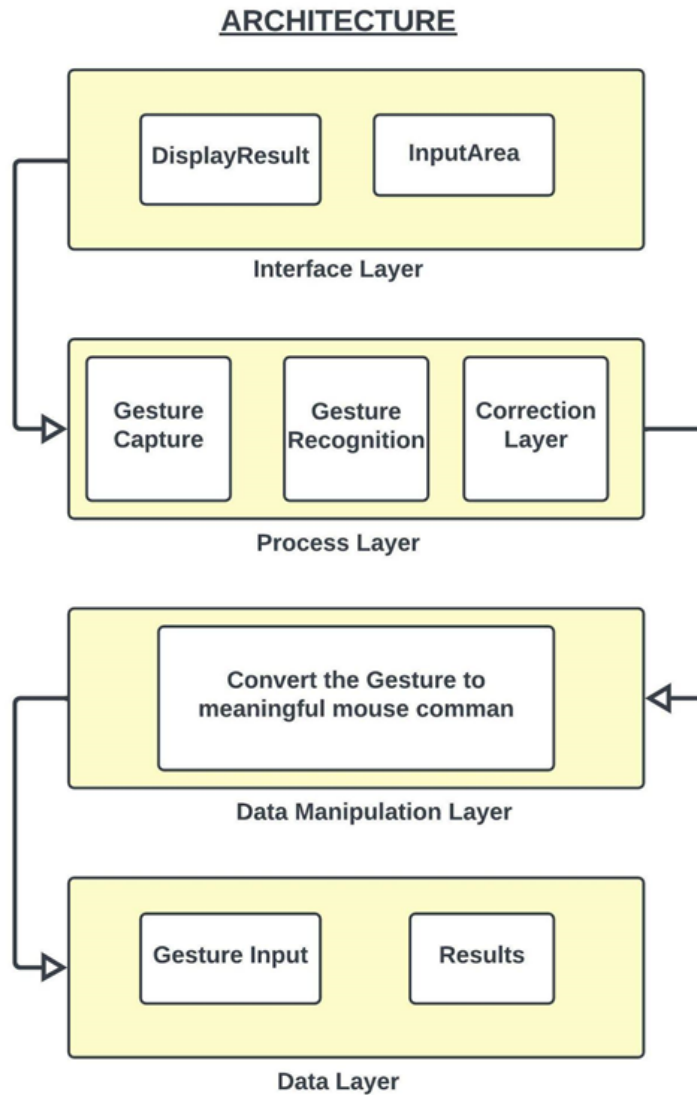 ARCHITECTURE
DisplayResult
InputArea
Interface Layer
Gesture
Capture
Gesture
Recognition
Correction
Layer
Process Layer
Convert the Gesture to
meaningful mouse comman
Data Manipulation Layer
Gesture Input
Results
Data Layer